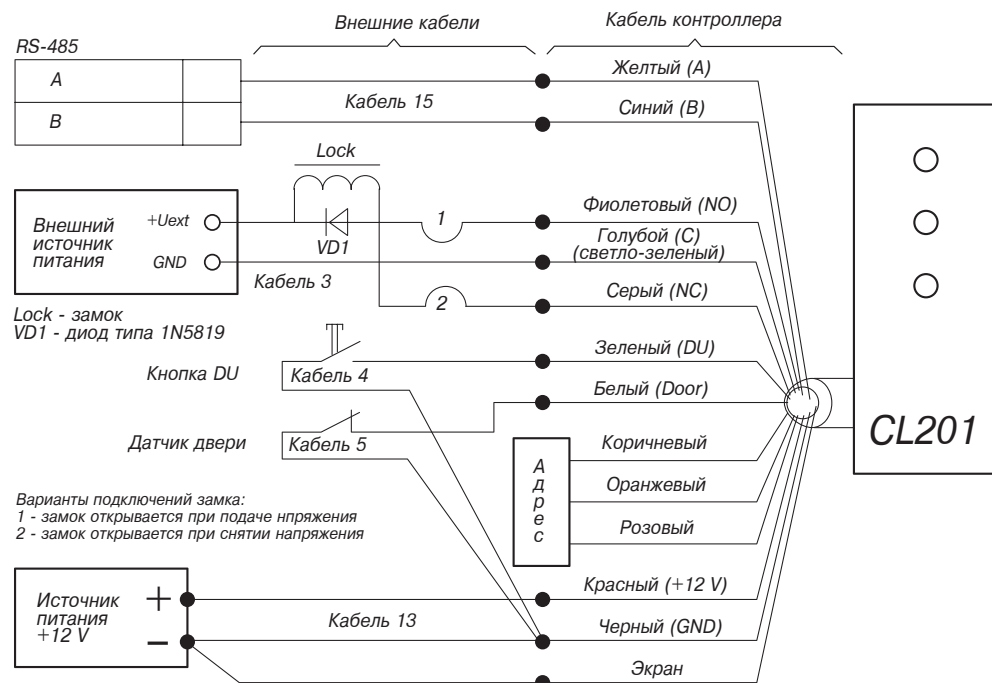 Внешние кабели
Кабель контроллера
RS-485
A
B
Кабель 15
Желтый (A)
Синий (B)
Lock
VD1
Внешний
источник
питания
+Uext
GND
Кабель 3
1
2
Фиолетовый (NO)
Голубой (C)
(светло-зеленый)
Серый (NC)
Lock - замок
VD1 - диод типа 1N5819
Кнопка DU
Кабель 4
Зеленый (DU)
Белый (Door)
Датчик двери
Кабель 5
CL201
Адрес
Коричневый
Оранжевый
Розовый
Варианты подключений замка:
1 - замок открывается при подаче нпряжения
2 - замок открывается при снятии напряжения
Источник
питания
+12 V
+
−
Кабель 13
Красный (+12 V)
Черный (GND)
Экран